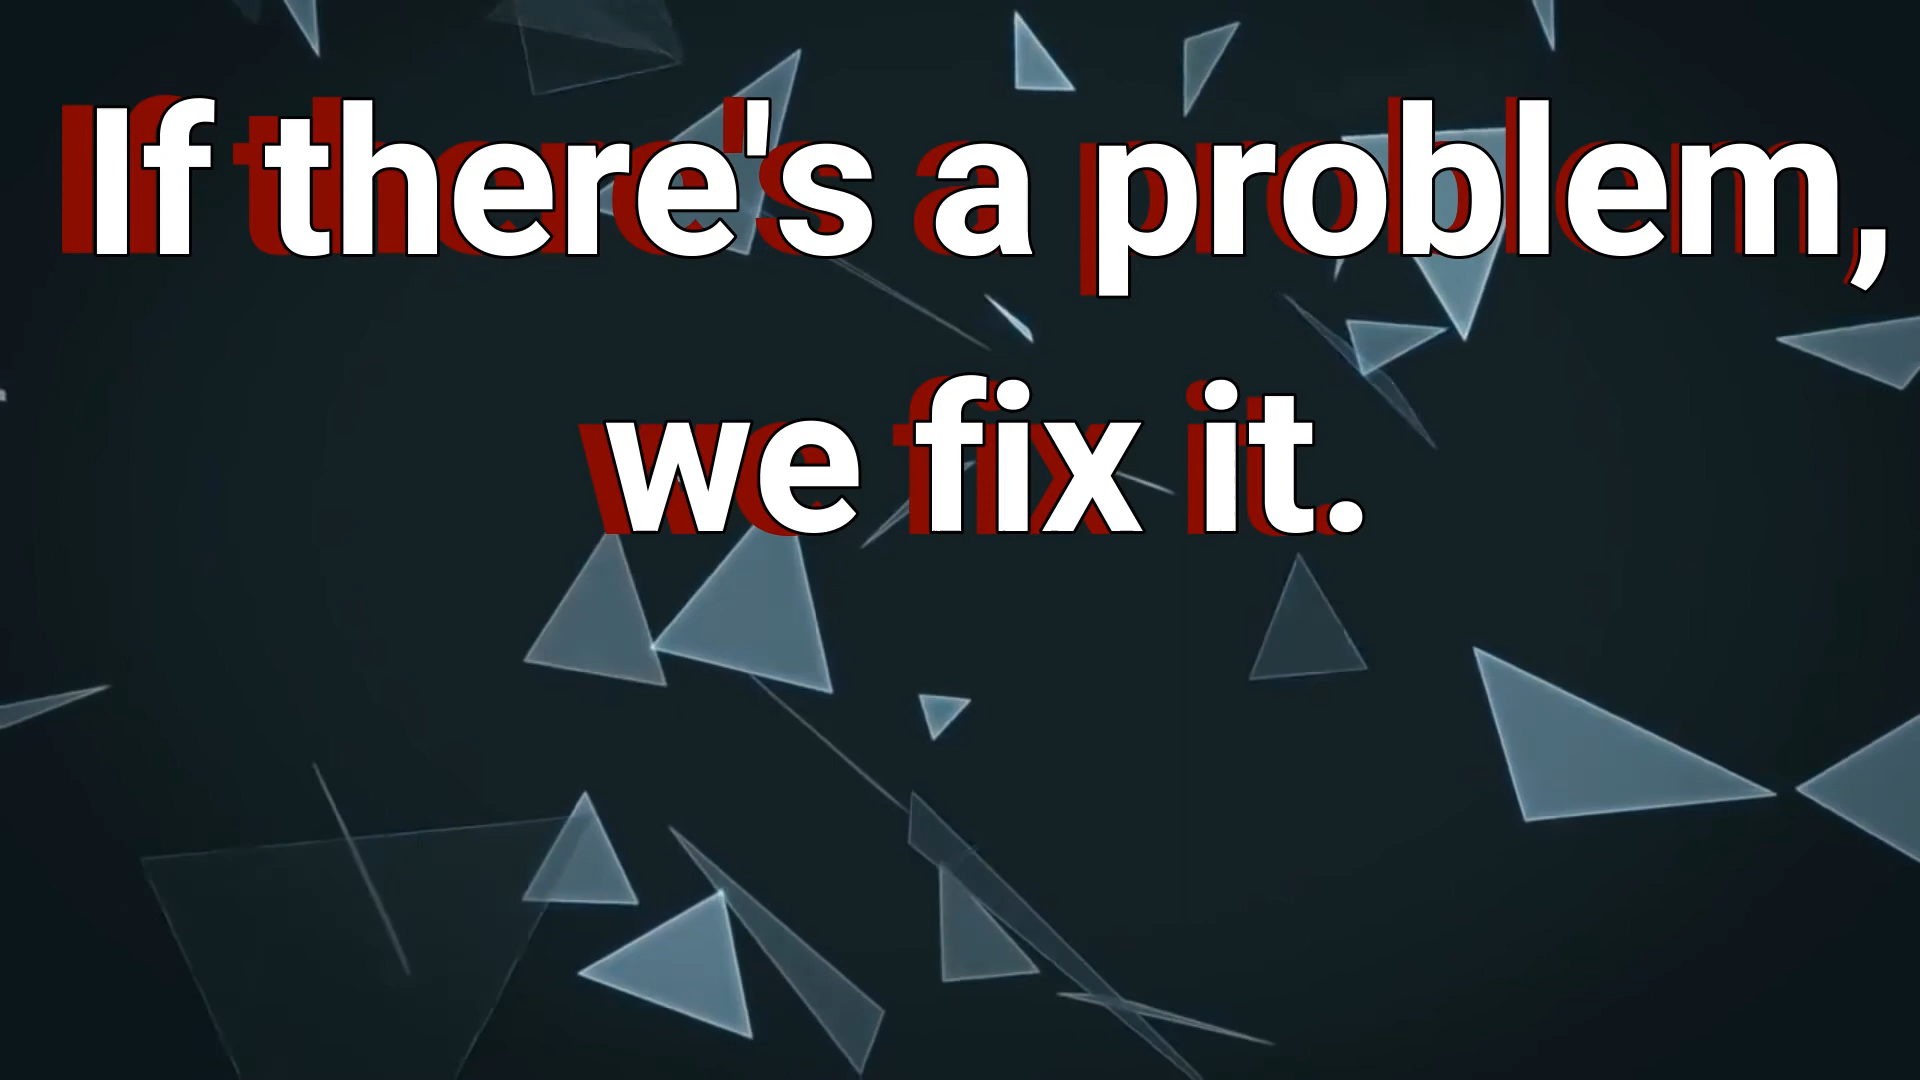 If there's a problem,
we fix it.